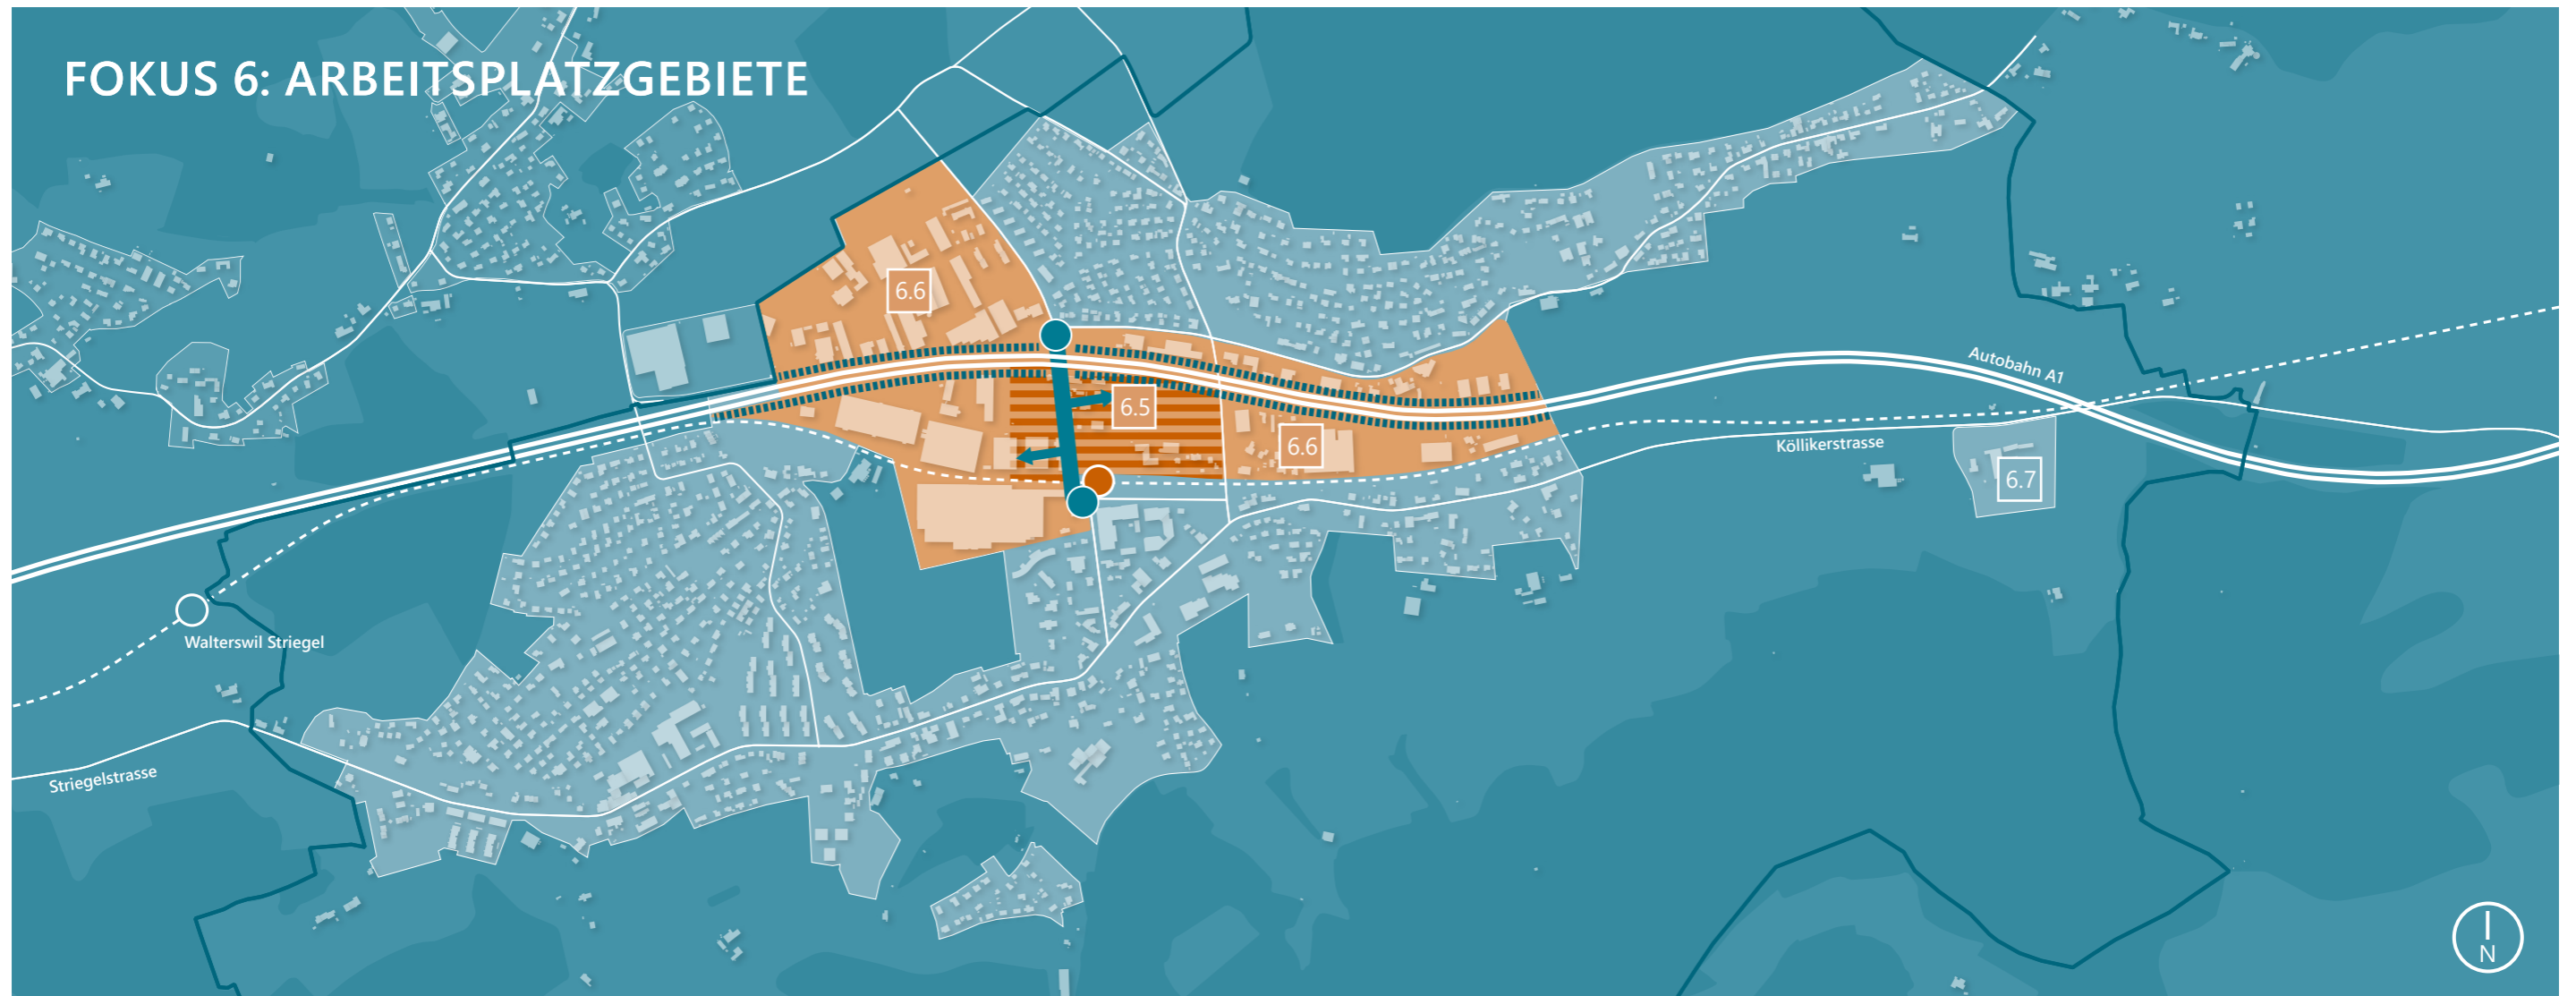 FOKUS 6: ARBEITSPLATZGEBIETE
6.6
Autobahn A1
6.5
6.6
Köllikerstrasse
6.7
Walterswil Striegel
Striegelstrasse
N